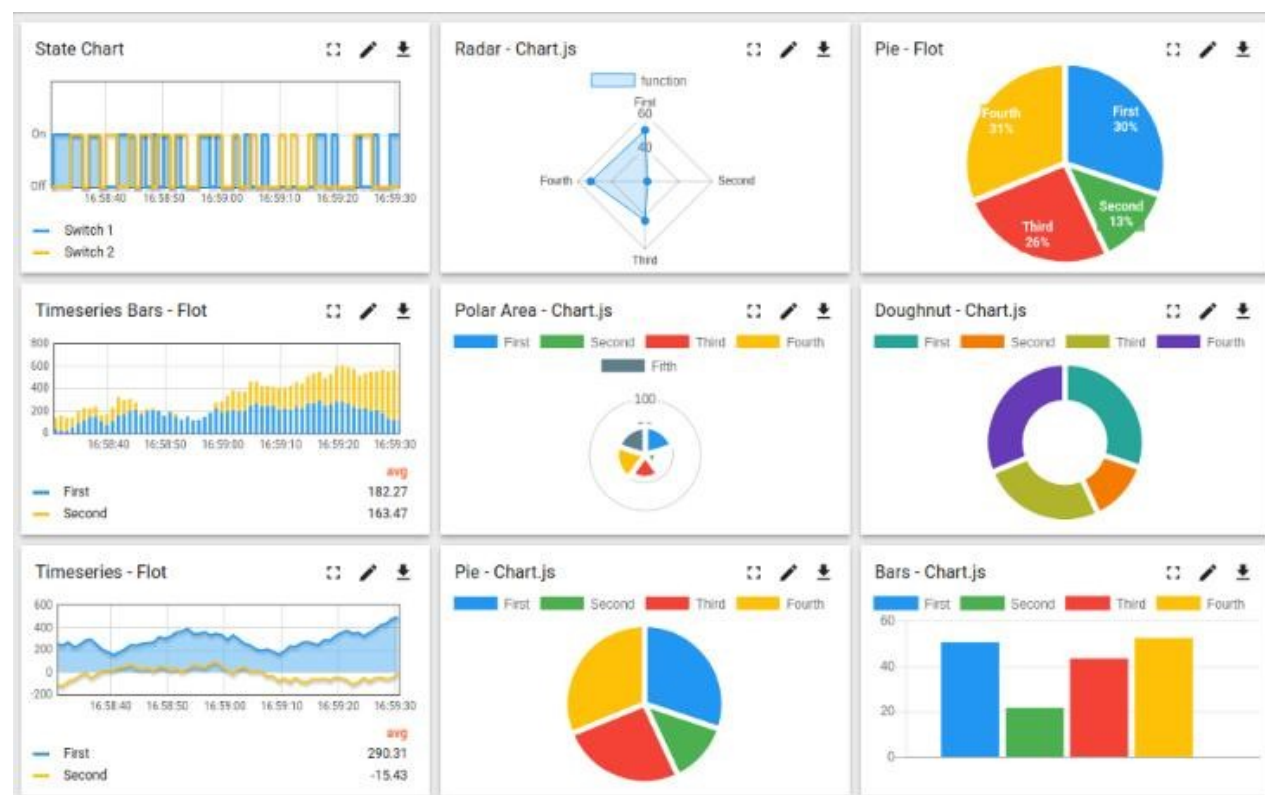 State Chart
On
Off
16:58:40 16:58:50 16:59:00 16:59:10 16:59:20 16:59:30
Switch 1
Switch 2
Radar - Chart.js
function
First
60
40
Fourth
Second
Third
Pie - Flot
Fourth
31%
First
30%
Second
13%
Third
26%
Timeseries Bars - Flot
800
600
400
200
0
16:58:40 16:58:50 16:59:00 16:59:10 16:59:20 16:59:30
avg
First 182.27
Second 163.47
Polar Area - Chart.js
First Second Third Fourth
Fifth
100
Doughnut - Chart.js
First Second Third Fourth
Timeseries - Flot
600
400
200
0
-200
16:58:40 16:58:50 16:59:00 16:59:10 16:59:20 16:59:30
avg
First 290.31
Second -15.43
Pie - Chart.js
First Second Third Fourth
Bars - Chart.js
First Second Third Fourth
60
40
20
0